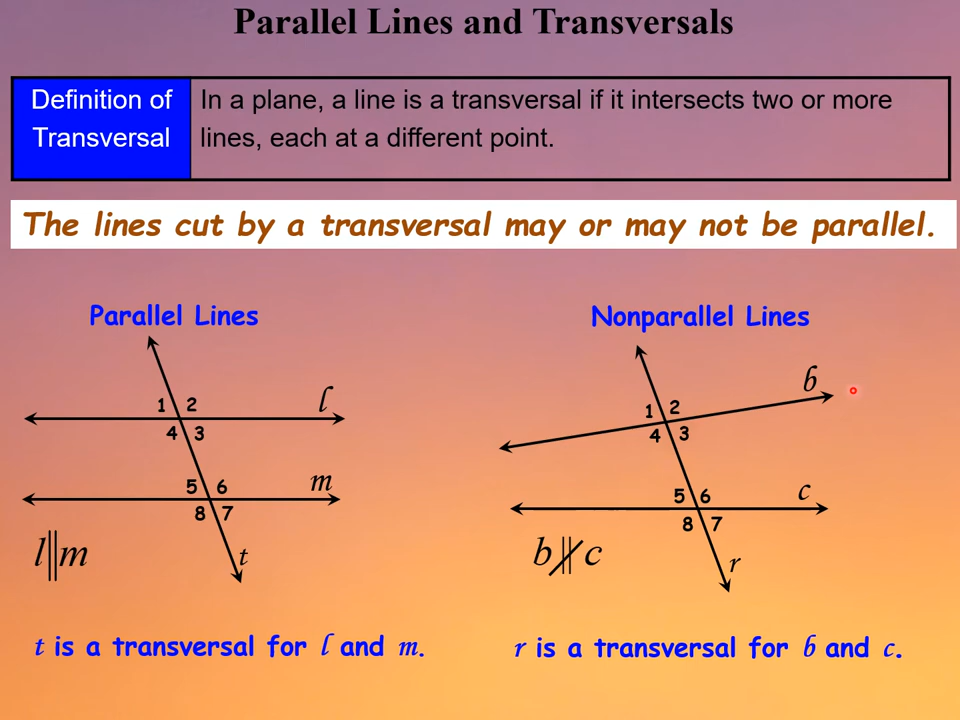 Parallel Lines and Transversals
Definition of
Transversal
In a plane, a line is a transversal if it intersects two or more
lines, each at a different point.
The lines cut by a transversal may or may not be parallel.
Parallel Lines
1 2
l
4 3
5 6
m
8 7
l || m
t
t is a transversal for l and m.
Nonparallel Lines
b
1 2
4 3
5 6
c
8 7
b ∦ c
r
r is a transversal for b and c.